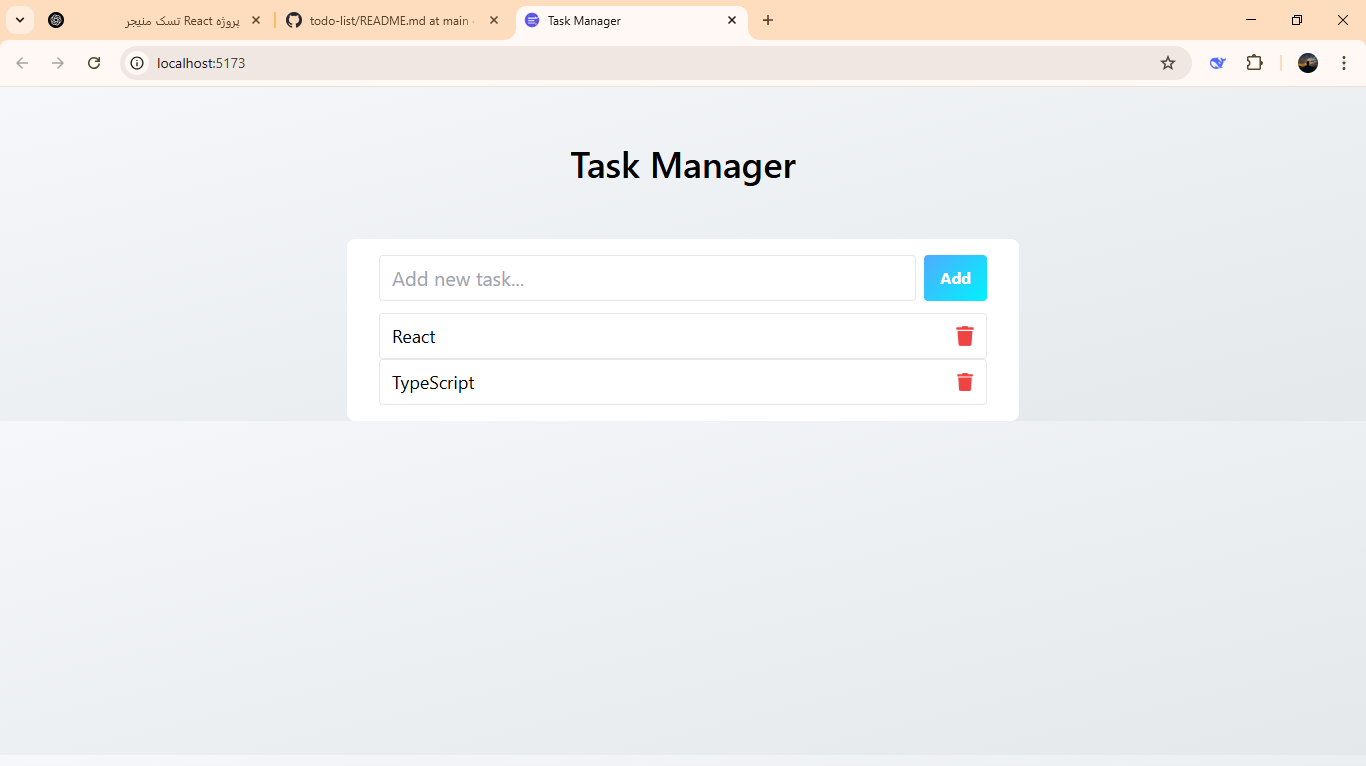 پروژه React تسک منیجر
todo-list/README.md at main
Task Manager
localhost:5173
Task Manager
Add new task...
Add
React
TypeScript